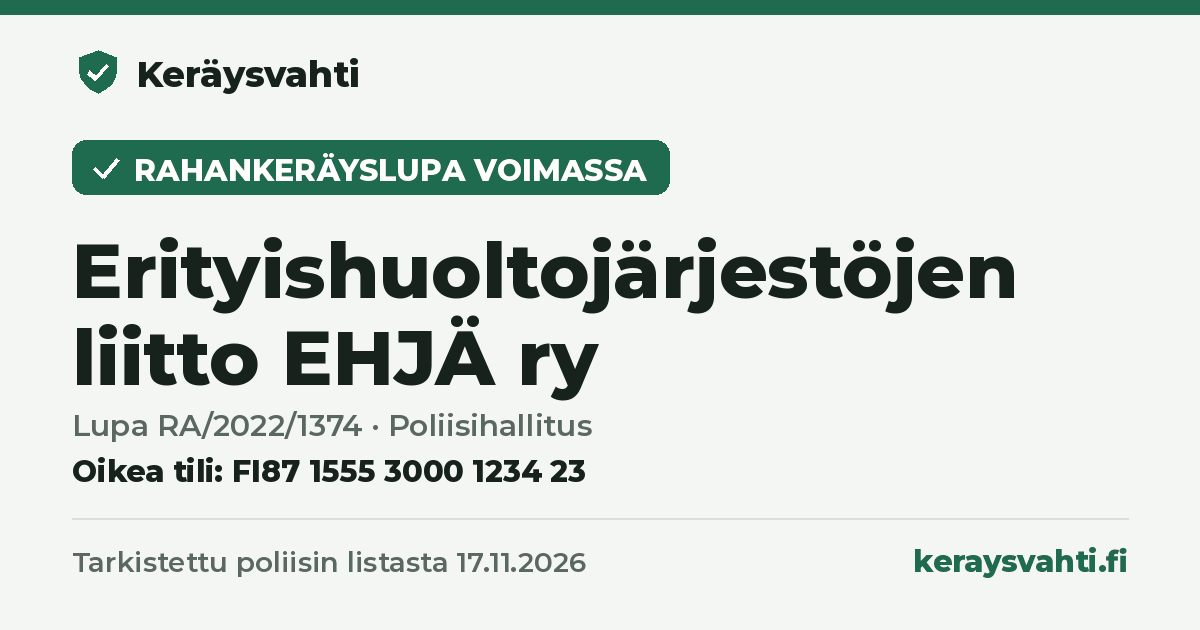 Keräysvahti
RAHANKERÄYSLUPA VOIMASSA
Erityishuoltojärjestöjen
liitto EHJÄ ry
Lupa RA/2022/1374 · Poliisihallitus
Oikea tili: FI87 1555 3000 1234 23
Tarkistettu poliisin listasta 17.11.2026
keraysvahti.fi